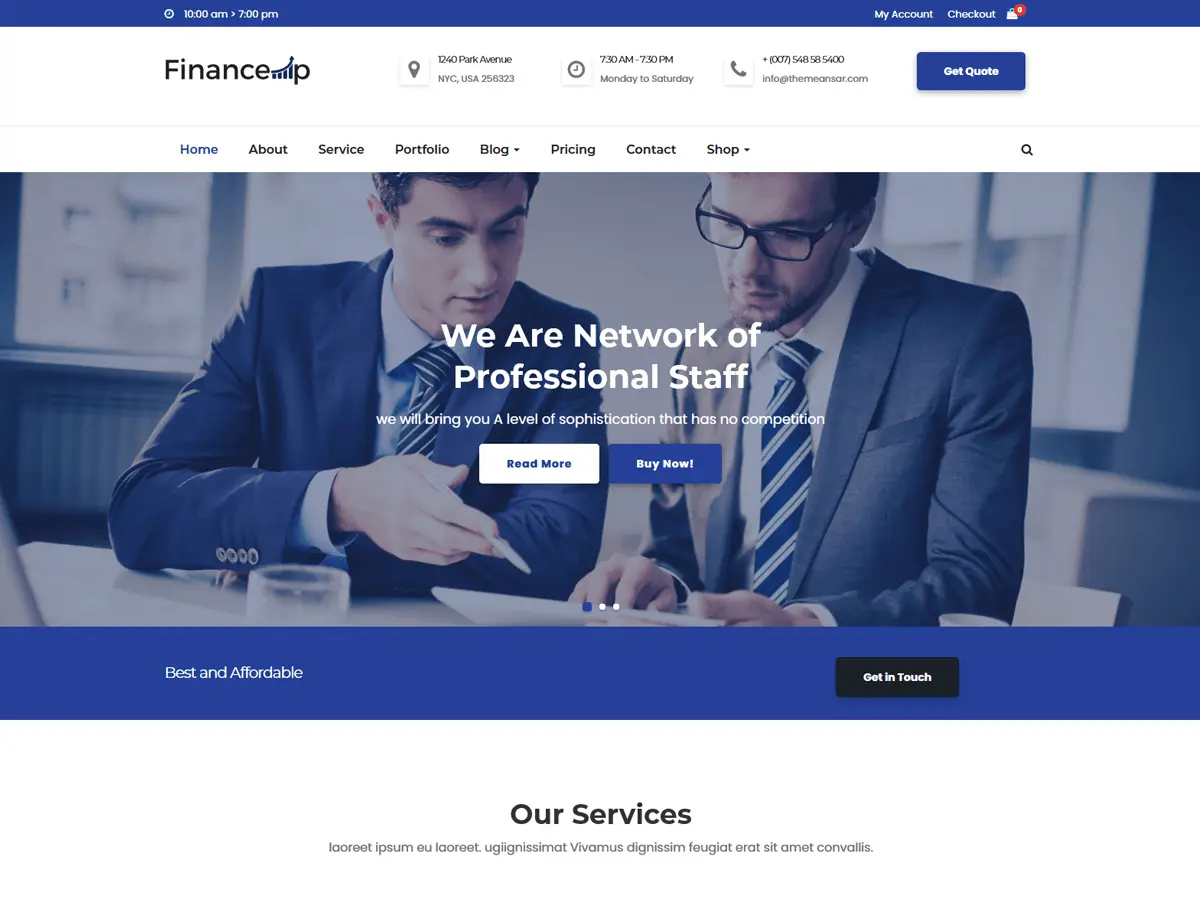 10:00 am > 7:00 pm
My Account Checkout 0
Financeup
1240 Park Avenue
NYC, USA 256323
7:30 AM - 7:30 PM
Monday to Saturday
+ (007) 548 58 5400
info@themeansar.com
Get Quote
Home About Service Portfolio Blog Pricing Contact Shop
We Are Network of
Professional Staff
we will bring you A level of sophistication that has no competition
Read More Buy Now!
Best and Affordable
Get in Touch
Our Services
laoreet ipsum eu laoreet. ugiignissimat Vivamus dignissim feugiat erat sit amet convallis.